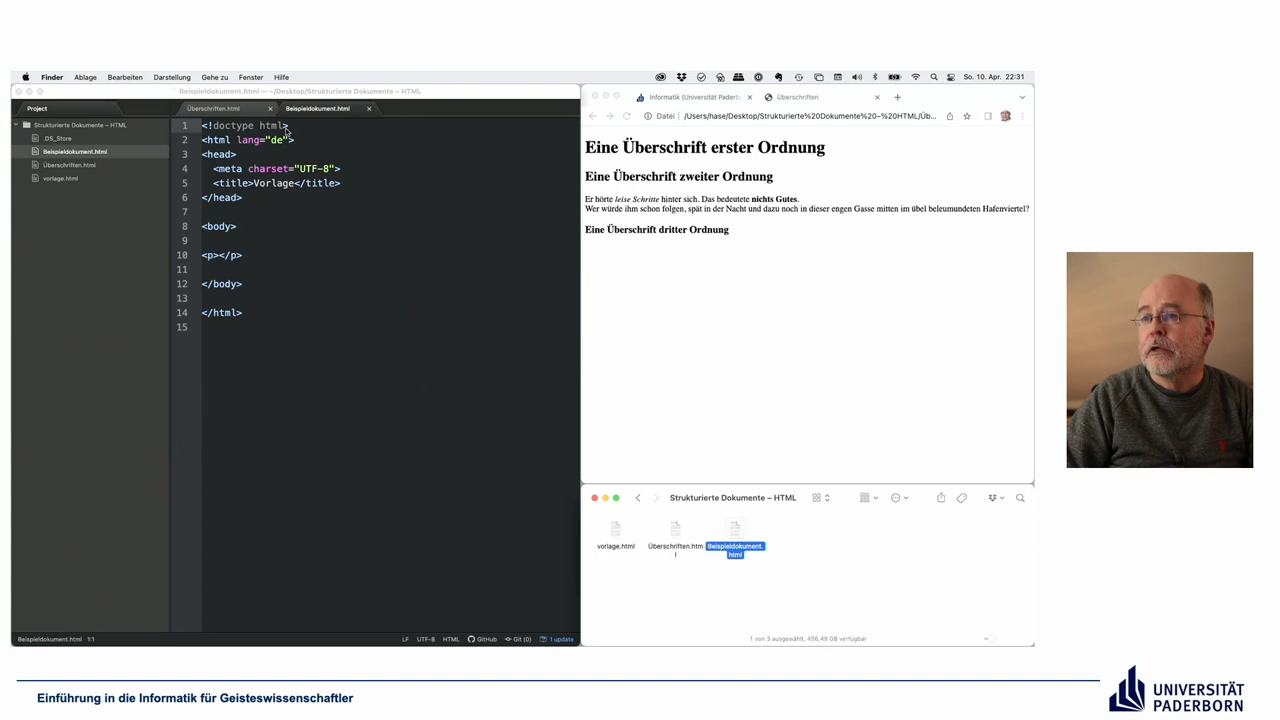 Finder Ablage Bearbeiten Darstellung Gehe zu Fenster Hilfe So. 10. Apr. 22:31
Beispieldokument.html — ~/Desktop/Strukturierte Dokumente – HTML
Project
Überschriften.html
Beispieldokument.html
Strukturierte Dokumente – HTML
.DS_Store
Beispieldokument.html
Überschriften.html
vorlage.html
1 <!doctype html>
2 <html lang="de">
3 <head>
4 <meta charset="UTF-8">
5 <title>Vorlage</title>
6 </head>
7
8 <body>
9
10 <p></p>
11
12 </body>
13
14 </html>
15
Beispieldokument.html 1:1
LF UTF-8 HTML GitHub Git (0) 1 update
Informatik (Universität Paderb
Überschriften
Datei /Users/hase/Desktop/Strukturierte%20Dokumente%20–%20HTML/Üb...
Eine Überschrift erster Ordnung
Eine Überschrift zweiter Ordnung
Er hörte leise Schritte hinter sich. Das bedeutete nichts Gutes.
Wer würde ihm schon folgen, spät in der Nacht und dazu noch in dieser engen Gasse mitten im übel beleumundeten Hafenviertel?
Eine Überschrift dritter Ordnung
Strukturierte Dokumente – HTML
vorlage.html
Überschriften.htm
l
Beispieldokument.
html
1 von 3 ausgewählt, 456,49 GB verfügbar
Einführung in die Informatik für Geisteswissenschaftler
UNIVERSITÄT
PADERBORN